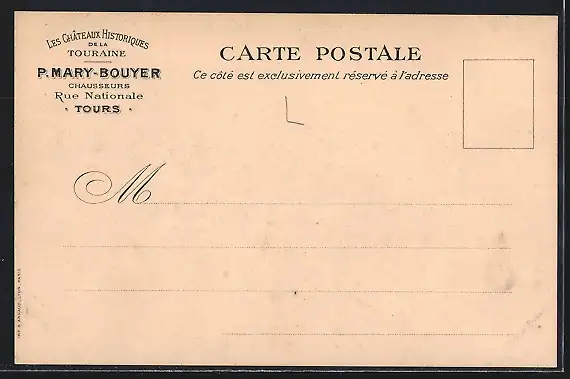 LES CHÂTEAUX HISTORIQUES
DE LA
TOURAINE
P. MARY-BOUYER
CHAUSSEURS
Rue Nationale
· TOURS ·
CARTE POSTALE
Ce côté est exclusivement réservé à l'adresse
M